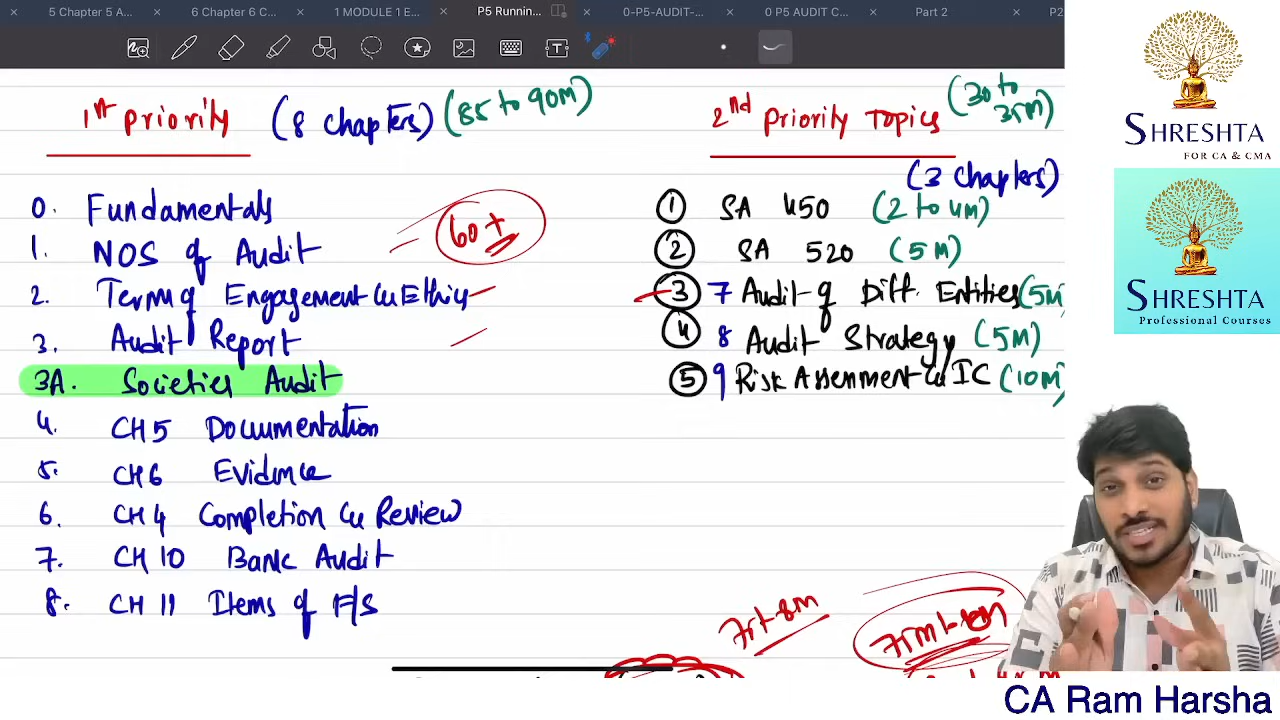 5 Chapter 5 A...
6 Chapter 6 C...
1 MODULE 1 E...
P5 Runnin...
0-P5-AUDIT-...
0 P5 AUDIT C...
Part 2
P2
1st Priority (8 chapters) (85 to 90M)
0. Fundamentals
1. NOS of Audit
60+
2. Term of Engagement & Ethics
3. Audit Report
3A. Societies Audit
4. CH 5 Documentation
5. CH 6 Evidence
6. CH 4 Completion & Review
7. CH 10 Bank Audit
8. CH 11 Items of F/S
2nd Priority Topics (30 to 35M)
(3 chapters)
1 SA 450 (2 to 4M)
2 SA 520 (5M)
3 7 Audit of Diff. Entities (5M)
4 8 Audit Strategy (5M)
5 9 Risk Assessment & IC (10M)
SHRESHTA
FOR CA & CMA
SHRESHTA
Professional Courses
CA Ram Harsha